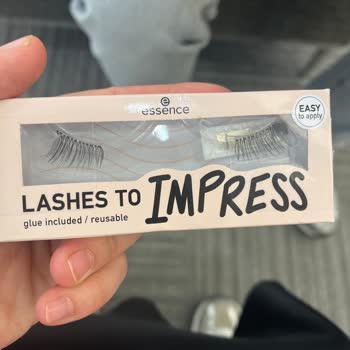 essence
EASY
to apply
LASHES TO IMPRESS
glue included / reusable